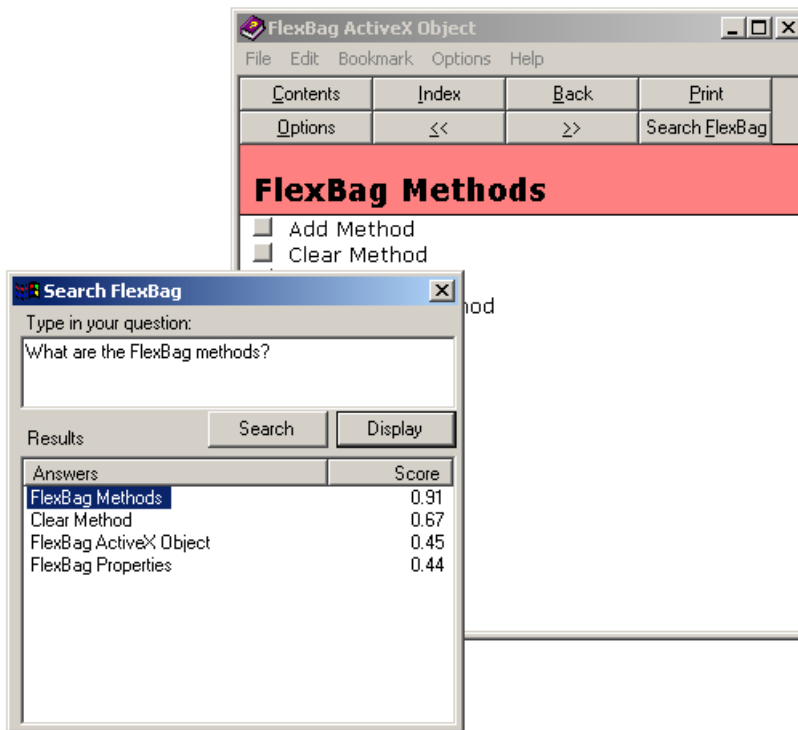 FlexBag ActiveX Object
File Edit Bookmark Options Help
Contents Index Back Print
Options << >> Search FlexBag
FlexBag Methods
Add Method
Clear Method
Search FlexBag
Type in your question:
What are the FlexBag methods?
Results Search Display
Answers Score
FlexBag Methods 0.91
Clear Method 0.67
FlexBag ActiveX Object 0.45
FlexBag Properties 0.44